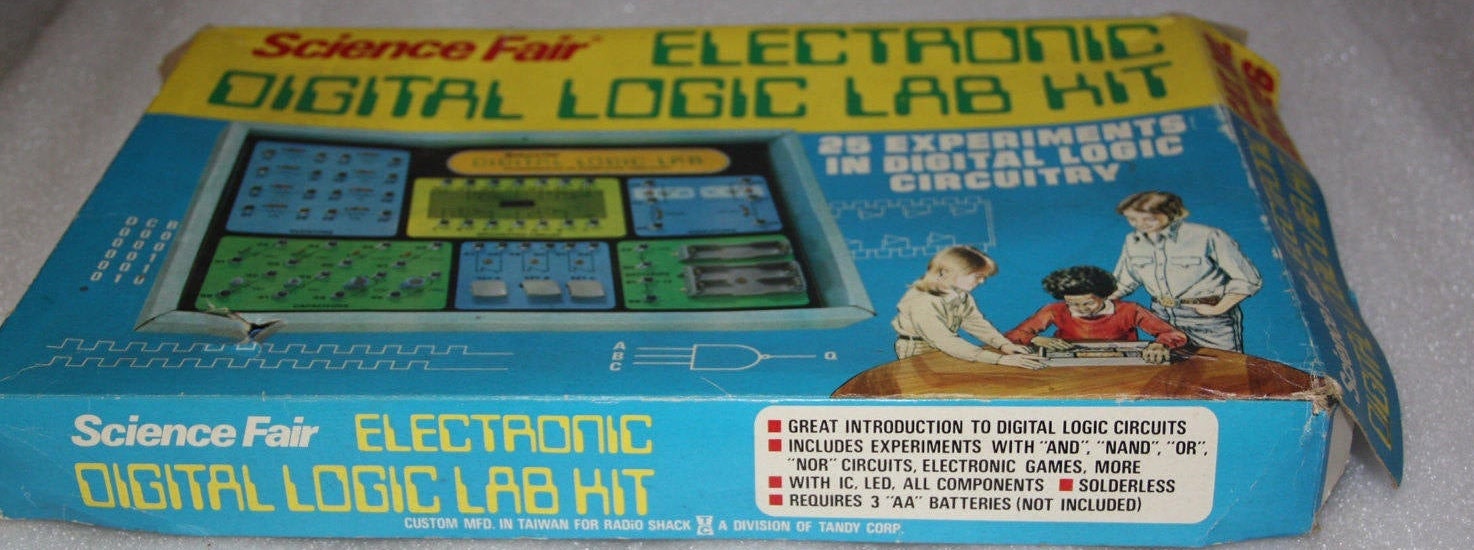 Science Fair ELECTRONIC
DIGITAL LOGIC LAB KIT
25 EXPERIMENTS
IN DIGITAL LOGIC
CIRCUITRY
DIGITAL LOGIC LAB
A
B
C
Q
Science Fair ELECTRONIC
DIGITAL LOGIC LAB KIT
CUSTOM MFD. IN TAIWAN FOR RADIO SHACK A DIVISION OF TANDY CORP.
GREAT INTRODUCTION TO DIGITAL LOGIC CIRCUITS
INCLUDES EXPERIMENTS WITH "AND", "NAND", "OR",
"NOR" CIRCUITS, ELECTRONIC GAMES, MORE
WITH IC, LED, ALL COMPONENTS SOLDERLESS
REQUIRES 3 "AA" BATTERIES (NOT INCLUDED)